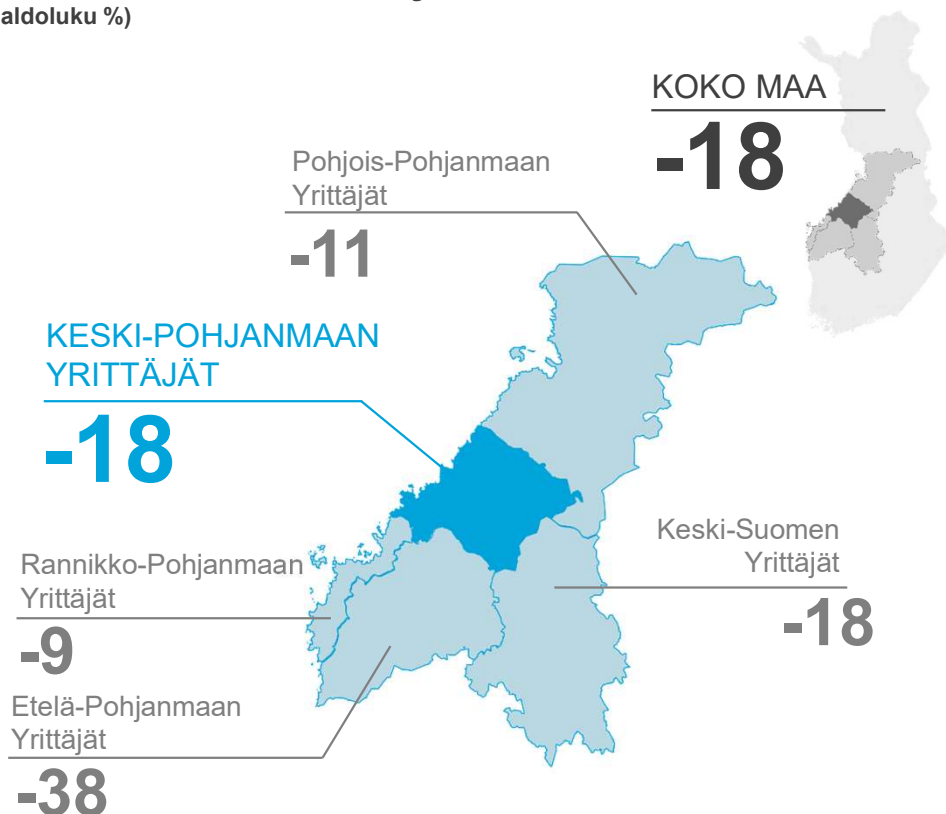 aldoluku %)
KOKO MAA
-18
Pohjois-Pohjanmaan
Yrittäjät
-11
KESKI-POHJANMAAN
YRITTÄJÄT
-18
Keski-Suomen
Yrittäjät
-18
Rannikko-Pohjanmaan
Yrittäjät
-9
Etelä-Pohjanmaan
Yrittäjät
-38